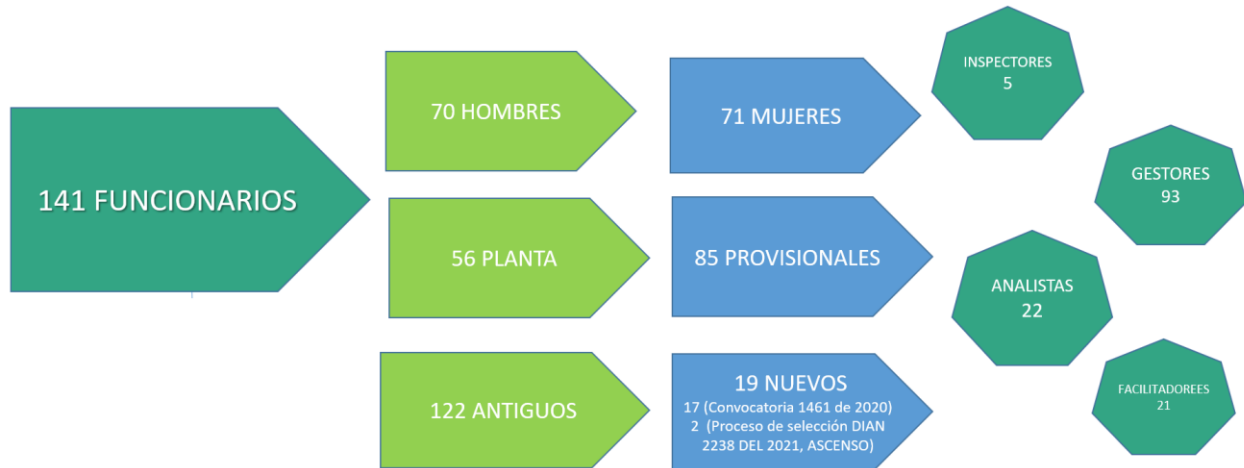 141 FUNCIONARIOS
70 HOMBRES
71 MUJERES
56 PLANTA
85 PROVISIONALES
122 ANTIGUOS
19 NUEVOS
17 (Convocatoria 1461 de 2020)
2 (Proceso de selección DIAN
2238 DEL 2021, ASCENSO)
INSPECTORES
5
GESTORES
93
ANALISTAS
22
FACILITADOREES
21